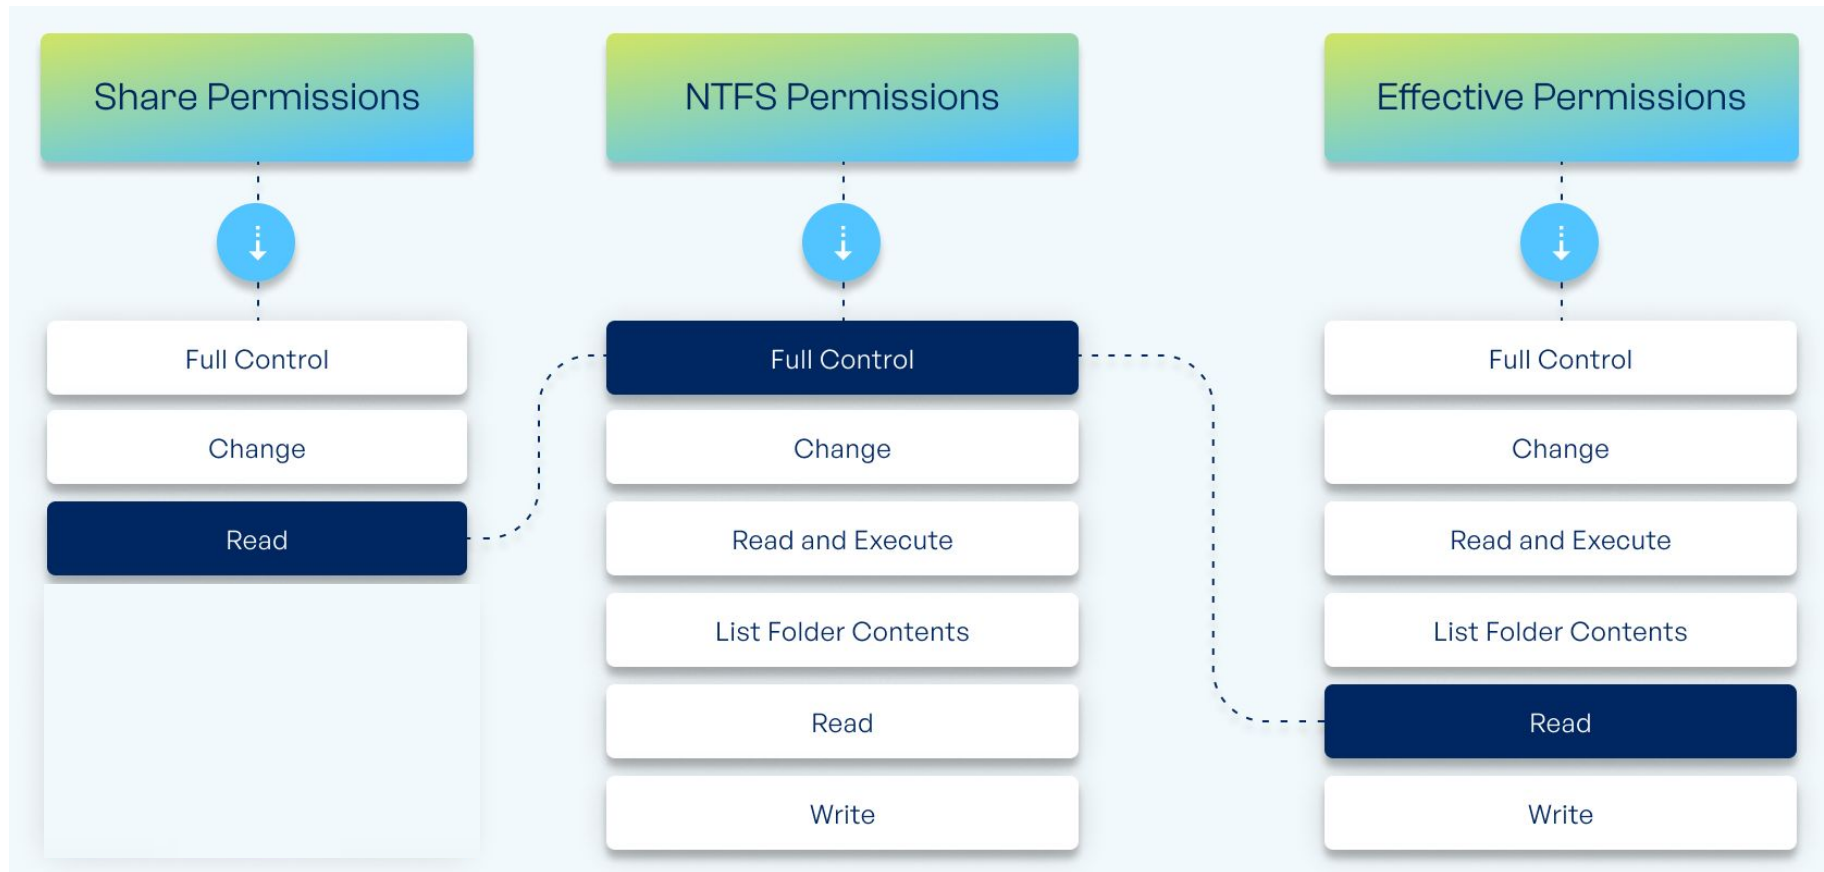 Share Permissions
Full Control
Change
Read
NTFS Permissions
Full Control
Change
Read and Execute
List Folder Contents
Read
Write
Effective Permissions
Full Control
Change
Read and Execute
List Folder Contents
Read
Write